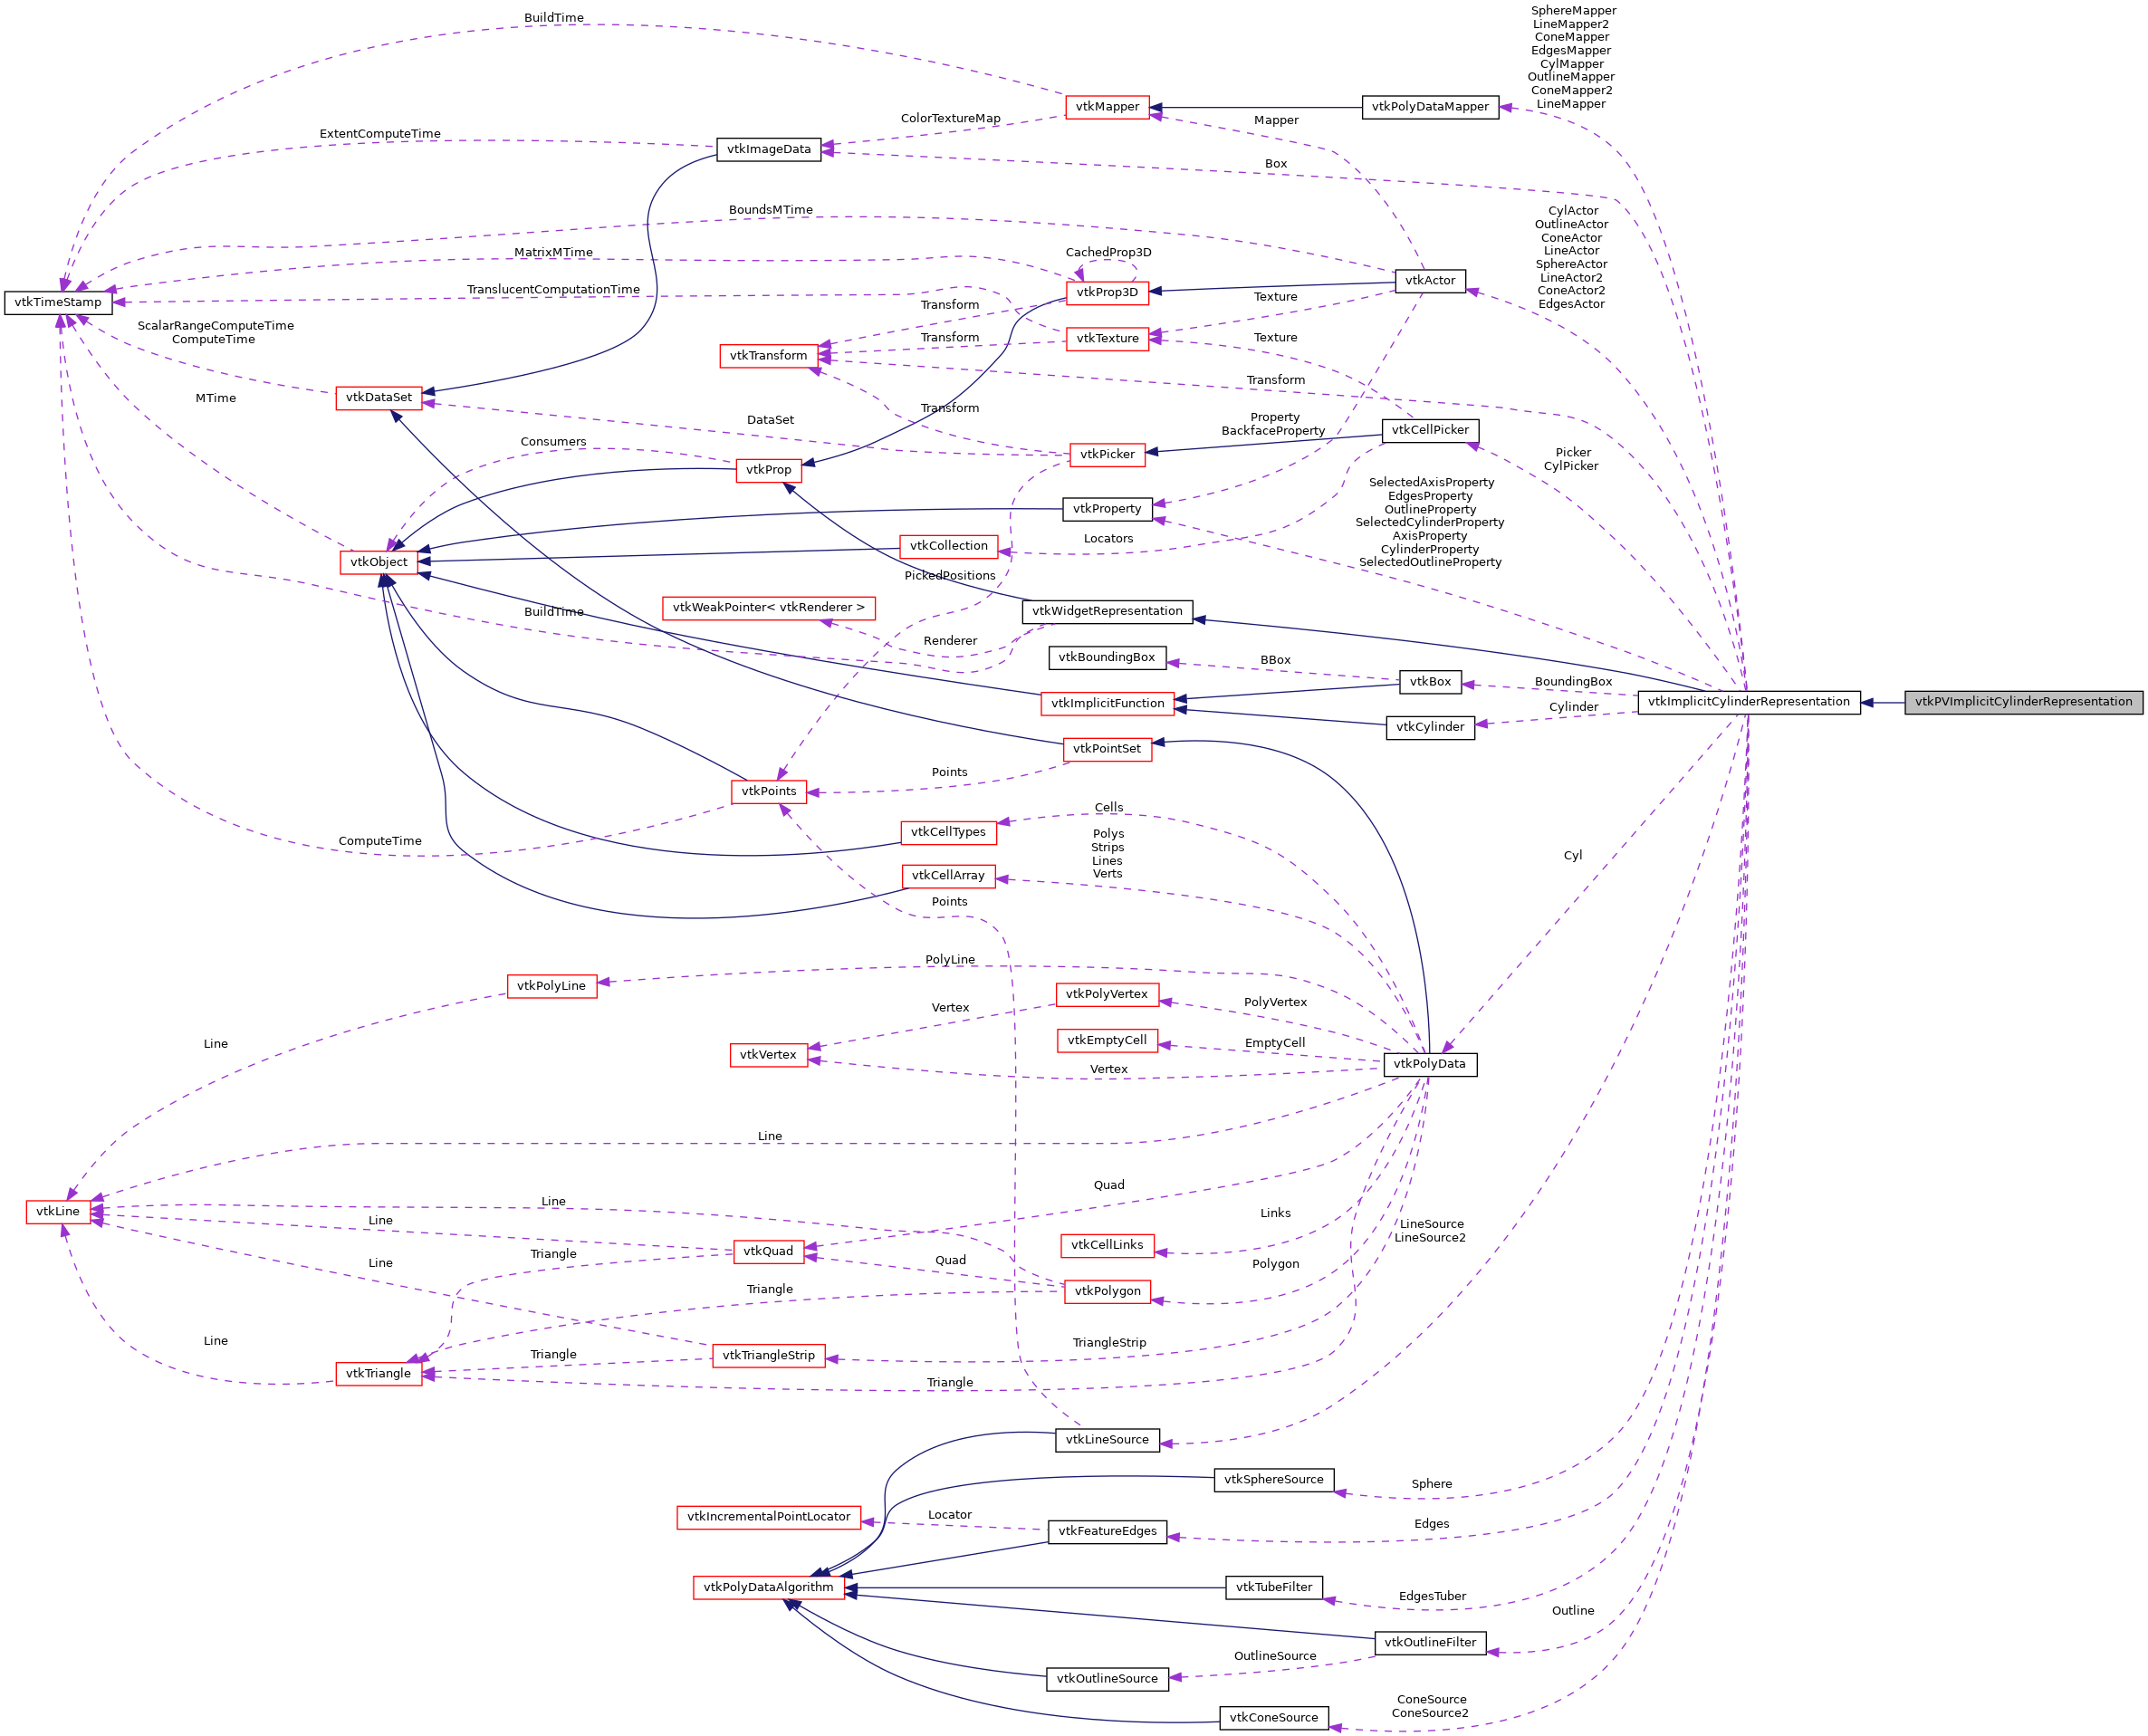 BuildTime
SphereMapper
LineMapper2
ConeMapper
EdgesMapper
CylMapper
OutlineMapper
ConeMapper2
LineMapper
vtkMapper
vtkPolyDataMapper
ColorTextureMap
Mapper
ExtentComputeTime
vtkImageData
Box
BoundsMTime
CylActor
OutlineActor
ConeActor
LineActor
SphereActor
LineActor2
ConeActor2
EdgesActor
MatrixMTime
CachedProp3D
vtkActor
vtkTimeStamp
TranslucentComputationTime
vtkProp3D
Transform
Texture
ScalarRangeComputeTime
ComputeTime
Transform
vtkTexture
Texture
vtkTransform
Transform
vtkDataSet
MTime
Transform
DataSet
Property
BackfaceProperty
vtkCellPicker
Consumers
vtkPicker
Picker
CylPicker
vtkProp
SelectedAxisProperty
EdgesProperty
OutlineProperty
SelectedCylinderProperty
AxisProperty
CylinderProperty
SelectedOutlineProperty
vtkProperty
Locators
vtkCollection
vtkObject
PickedPositions
vtkWeakPointer< vtkRenderer >
BuildTime
vtkWidgetRepresentation
Renderer
vtkBoundingBox
BBox
vtkBox
BoundingBox
vtkImplicitFunction
Cylinder
vtkImplicitCylinderRepresentation
vtkPVImplicitCylinderRepresentation
vtkCylinder
vtkPointSet
Points
vtkPoints
Cells
vtkCellTypes
ComputeTime
Polys
Strips
Lines
Verts
Cyl
vtkCellArray
Points
PolyLine
vtkPolyLine
vtkPolyVertex
PolyVertex
Vertex
vtkEmptyCell
EmptyCell
Line
vtkVertex
Vertex
vtkPolyData
Line
Quad
Line
vtkLine
Line
Links
LineSource
LineSource2
vtkCellLinks
Triangle
vtkQuad
Line
Quad
Polygon
Triangle
vtkPolygon
Line
TriangleStrip
Triangle
vtkTriangleStrip
vtkTriangle
Triangle
vtkLineSource
vtkSphereSource
Sphere
vtkIncrementalPointLocator
Locator
vtkFeatureEdges
Edges
vtkPolyDataAlgorithm
vtkTubeFilter
EdgesTuber
Outline
vtkOutlineFilter
OutlineSource
vtkOutlineSource
ConeSource
ConeSource2
vtkConeSource